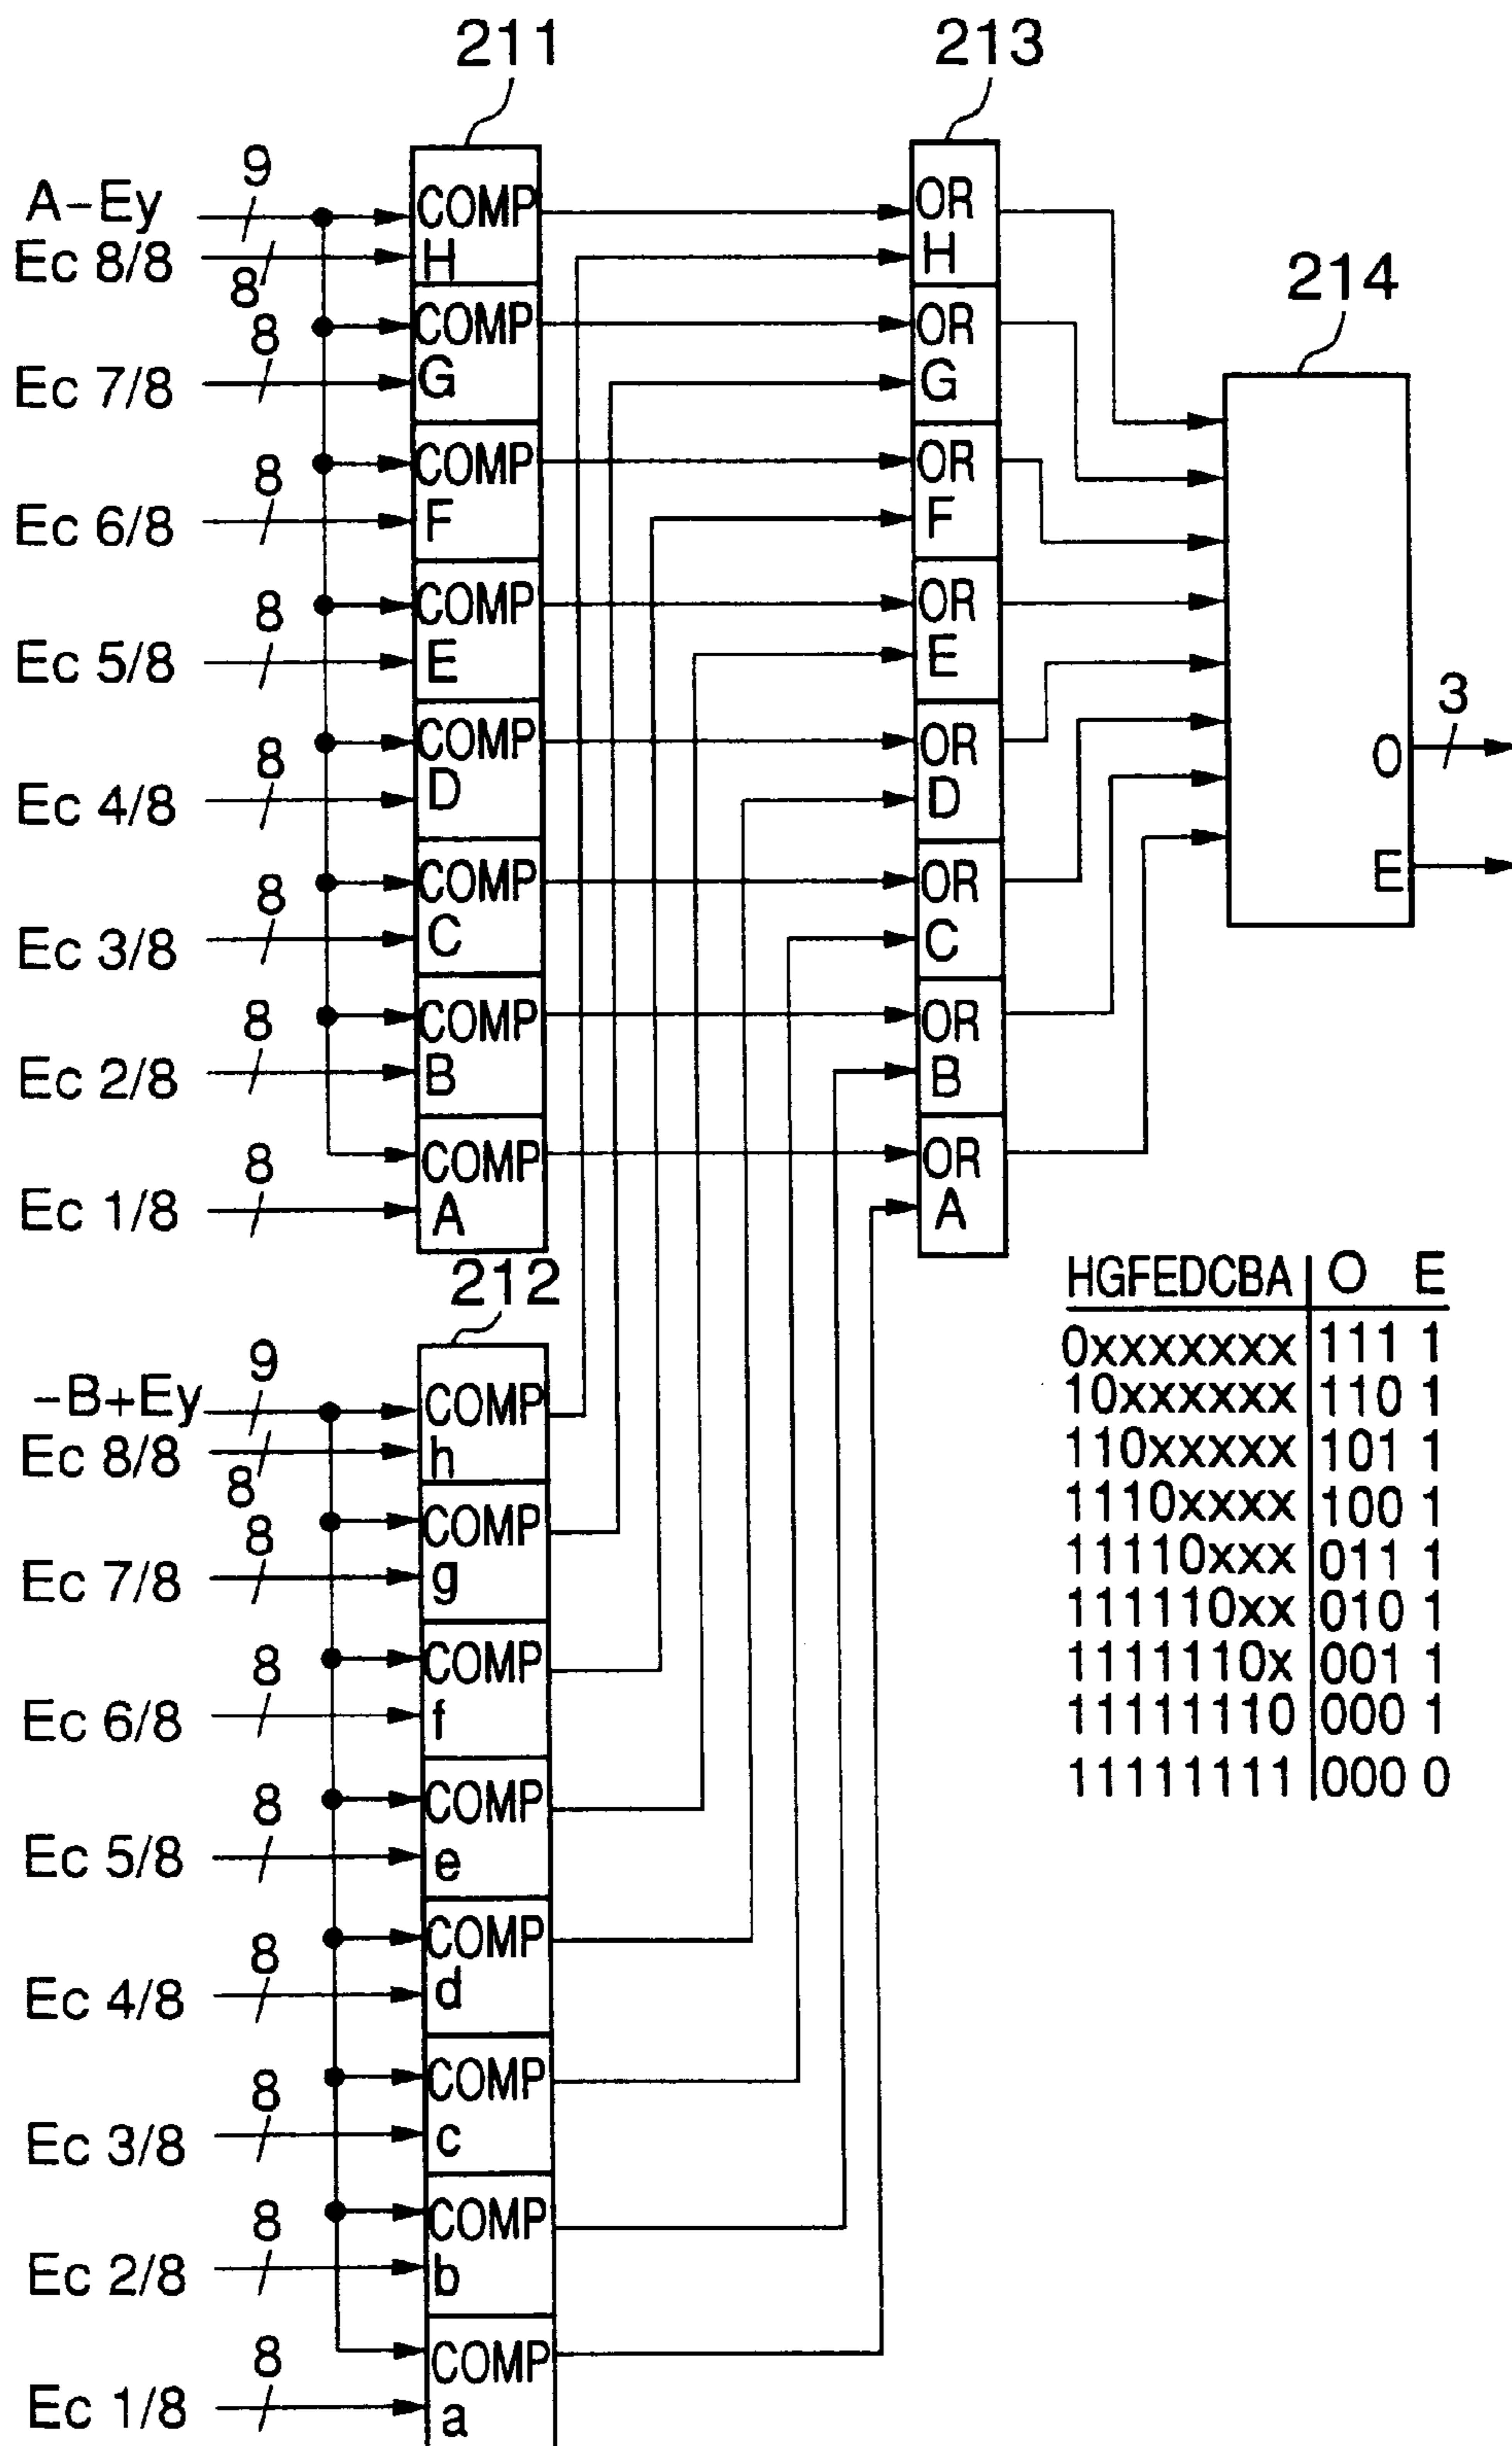 211
213
9
A-Ey
COMP
OR
Ec 8/8
H
H
8
214
8
COMP
OR
Ec 7/8
G
G
8
COMP
OR
Ec 6/8
F
F
8
COMP
OR
Ec 5/8
E
E
3
8
COMP
OR
O
Ec 4/8
D
D
8
COMP
OR
E
Ec 3/8
C
C
8
COMP
OR
Ec 2/8
B
B
8
COMP
OR
Ec 1/8
A
A
212
HGFEDCBA O E
0xxxxxxx 111 1
10xxxxxx 110 1
110xxxxx 101 1
1110xxxx 100 1
11110xxx 011 1
111110xx 010 1
1111110x 001 1
11111110 000 1
11111111 000 0
9
-B+Ey
COMP
Ec 8/8
h
8
8
COMP
Ec 7/8
g
8
COMP
Ec 6/8
f
8
COMP
Ec 5/8
e
8
COMP
Ec 4/8
d
8
COMP
Ec 3/8
c
8
COMP
Ec 2/8
b
8
COMP
Ec 1/8
a